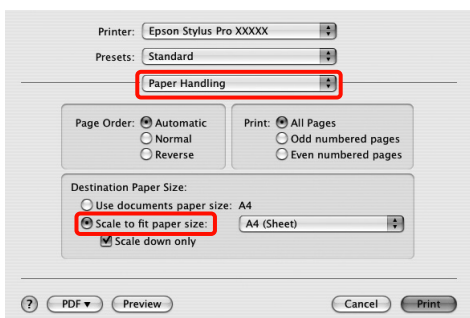 Printer: Epson Stylus Pro XXXXX
Presets: Standard
Paper Handling
Page Order: Automatic Print: All Pages
Normal Odd numbered pages
Reverse Even numbered pages
Destination Paper Size:
Use documents paper size: A4
Scale to fit paper size: A4 (Sheet)
Scale down only
? PDF ▼ Preview Cancel Print